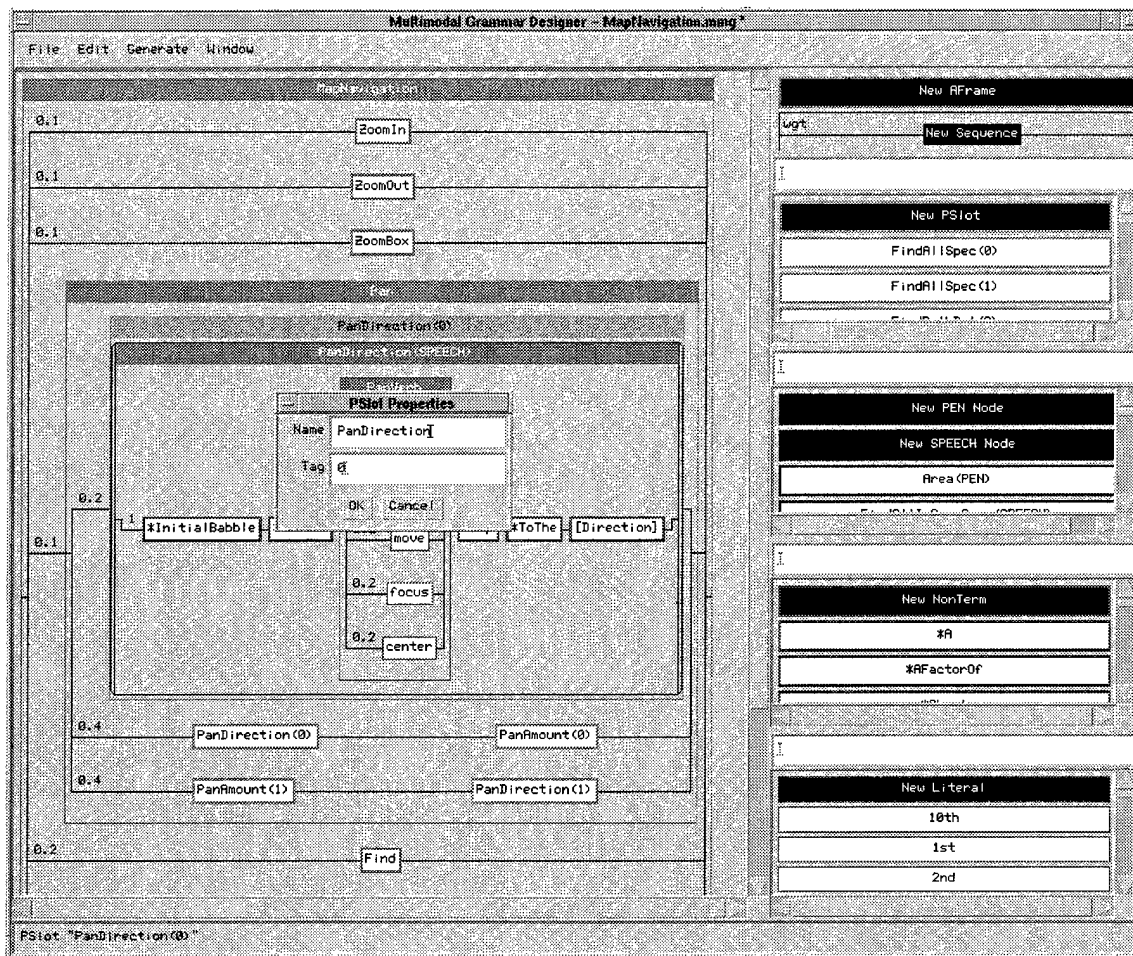 Multimodal Grammar Designer - MapNavigation.mmg *
File Edit Generate Window
MapNavigation
0.1
ZoomIn
0.1
ZoomOut
0.1
ZoomBox
Pan
PanDirection(0)
PanDirection(SPEECH)
PSlot Properties
Name PanDirection
Tag 0
OK Cancel
0.2
1
*InitialBabble
move
*ToThe
[Direction]
0.1
0.2
focus
0.2
center
0.4
PanDirection(0)
PanAmount(0)
0.4
PanAmount(1)
PanDirection(1)
0.2
Find
New AFrame
wgt
New Sequence
New PSlot
FindAllSpec(0)
FindAllSpec(1)
New PEN Node
New SPEECH Node
Area(PEN)
New NonTerm
*A
*AFactorOf
New Literal
10th
1st
2nd
PSlot "PanDirection(0)"